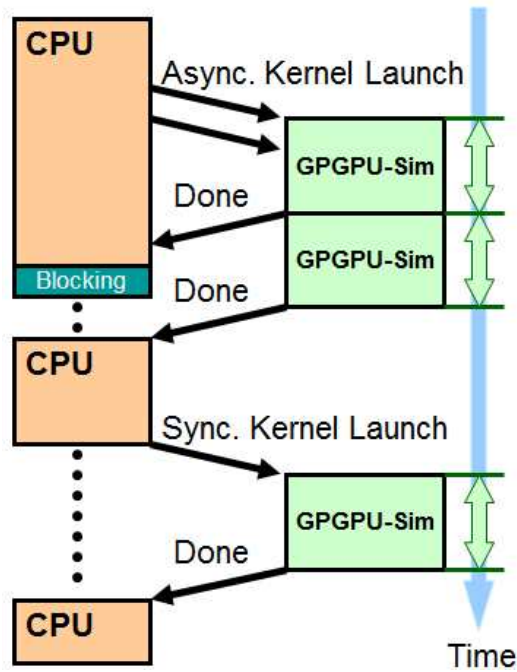 CPU
Async. Kernel Launch
GPGPU-Sim
Done
GPGPU-Sim
Blocking
Done
CPU
Sync. Kernel Launch
GPGPU-Sim
Done
CPU
Time